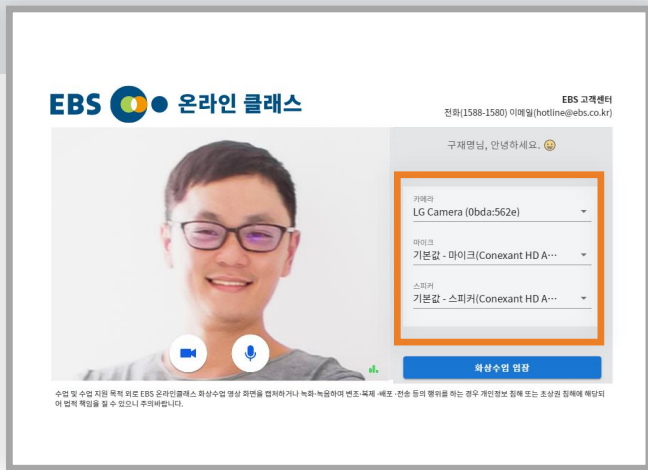 EBS 온라인 클래스
EBS 고객센터
전화(1588-1580) 이메일(hotline@ebs.co.kr)
구재명님, 안녕하세요.
카메라
LG Camera (0bda:562e)
마이크
기본값 - 마이크(Conexant HD A···
스피커
기본값 - 스피커(Conexant HD A···
화상수업 입장
수업 및 수업 지원 목적 외로 EBS 온라인클래스 화상수업 영상 화면을 캡처하거나 녹화·녹음하여 변조·복제 ·배포 ·전송 등의 행위를 하는 경우 개인정보 침해 또는 초상권 침해에 해당되
어 법적 책임을 질 수 있으니 주의바랍니다.